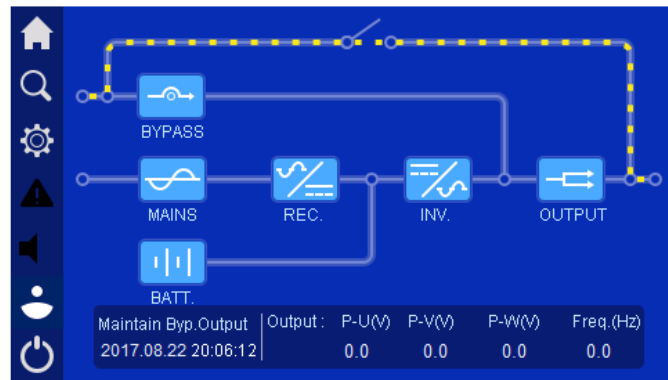 BYPASS
MAINS REC. INV. OUTPUT
BATT.
Maintain Byp.Output Output : P-U(V) P-V(V) P-W(V) Freq.(Hz)
2017.08.22 20:06:12 0.0 0.0 0.0 0.0